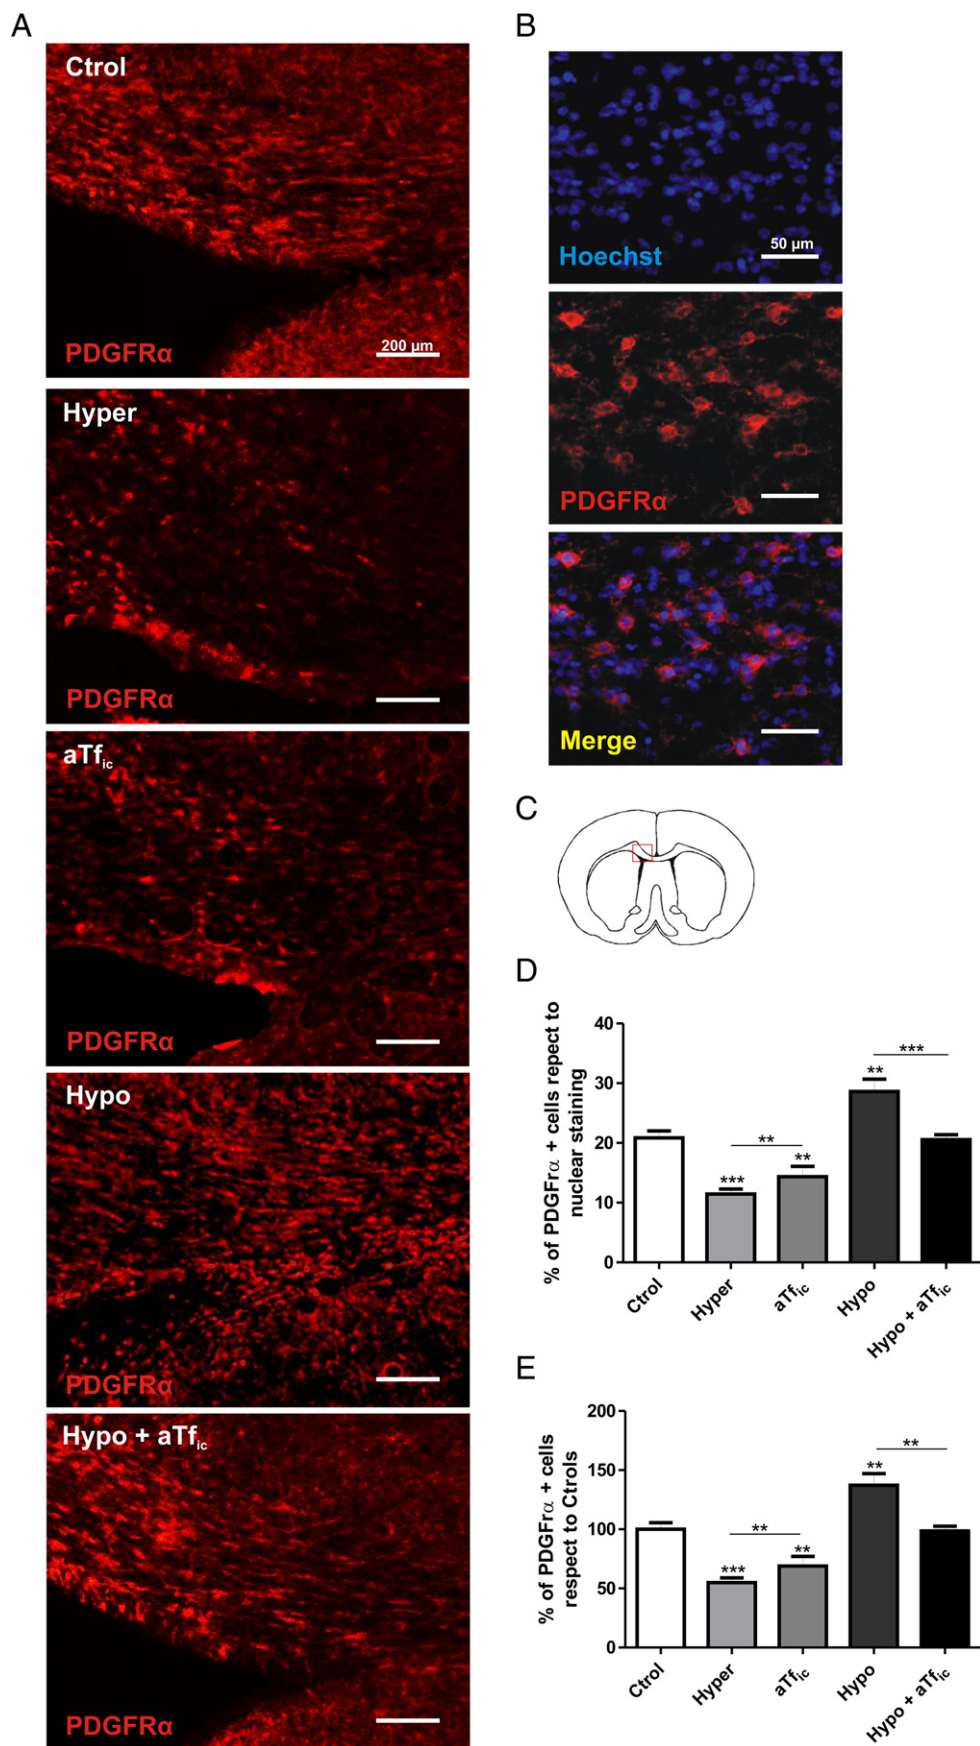 A
Ctrol
PDGFRα
200 µm
Hyper
PDGFRα
aTfic
PDGFRα
Hypo
PDGFRα
Hypo + aTfic
PDGFRα
B
Hoechst
50 µm
PDGFRα
Merge
C
D
% of PDGFrα + cells repect to
nuclear staining
40
30
20
10
0
***
**
**
**
***
Ctrol
Hyper
aTfic
Hypo
Hypo + aTfic
E
% of PDGFrα + cells
respect to Ctrols
200
150
100
50
0
***
**
**
**
**
Ctrol
Hyper
aTfic
Hypo
Hypo + aTfic